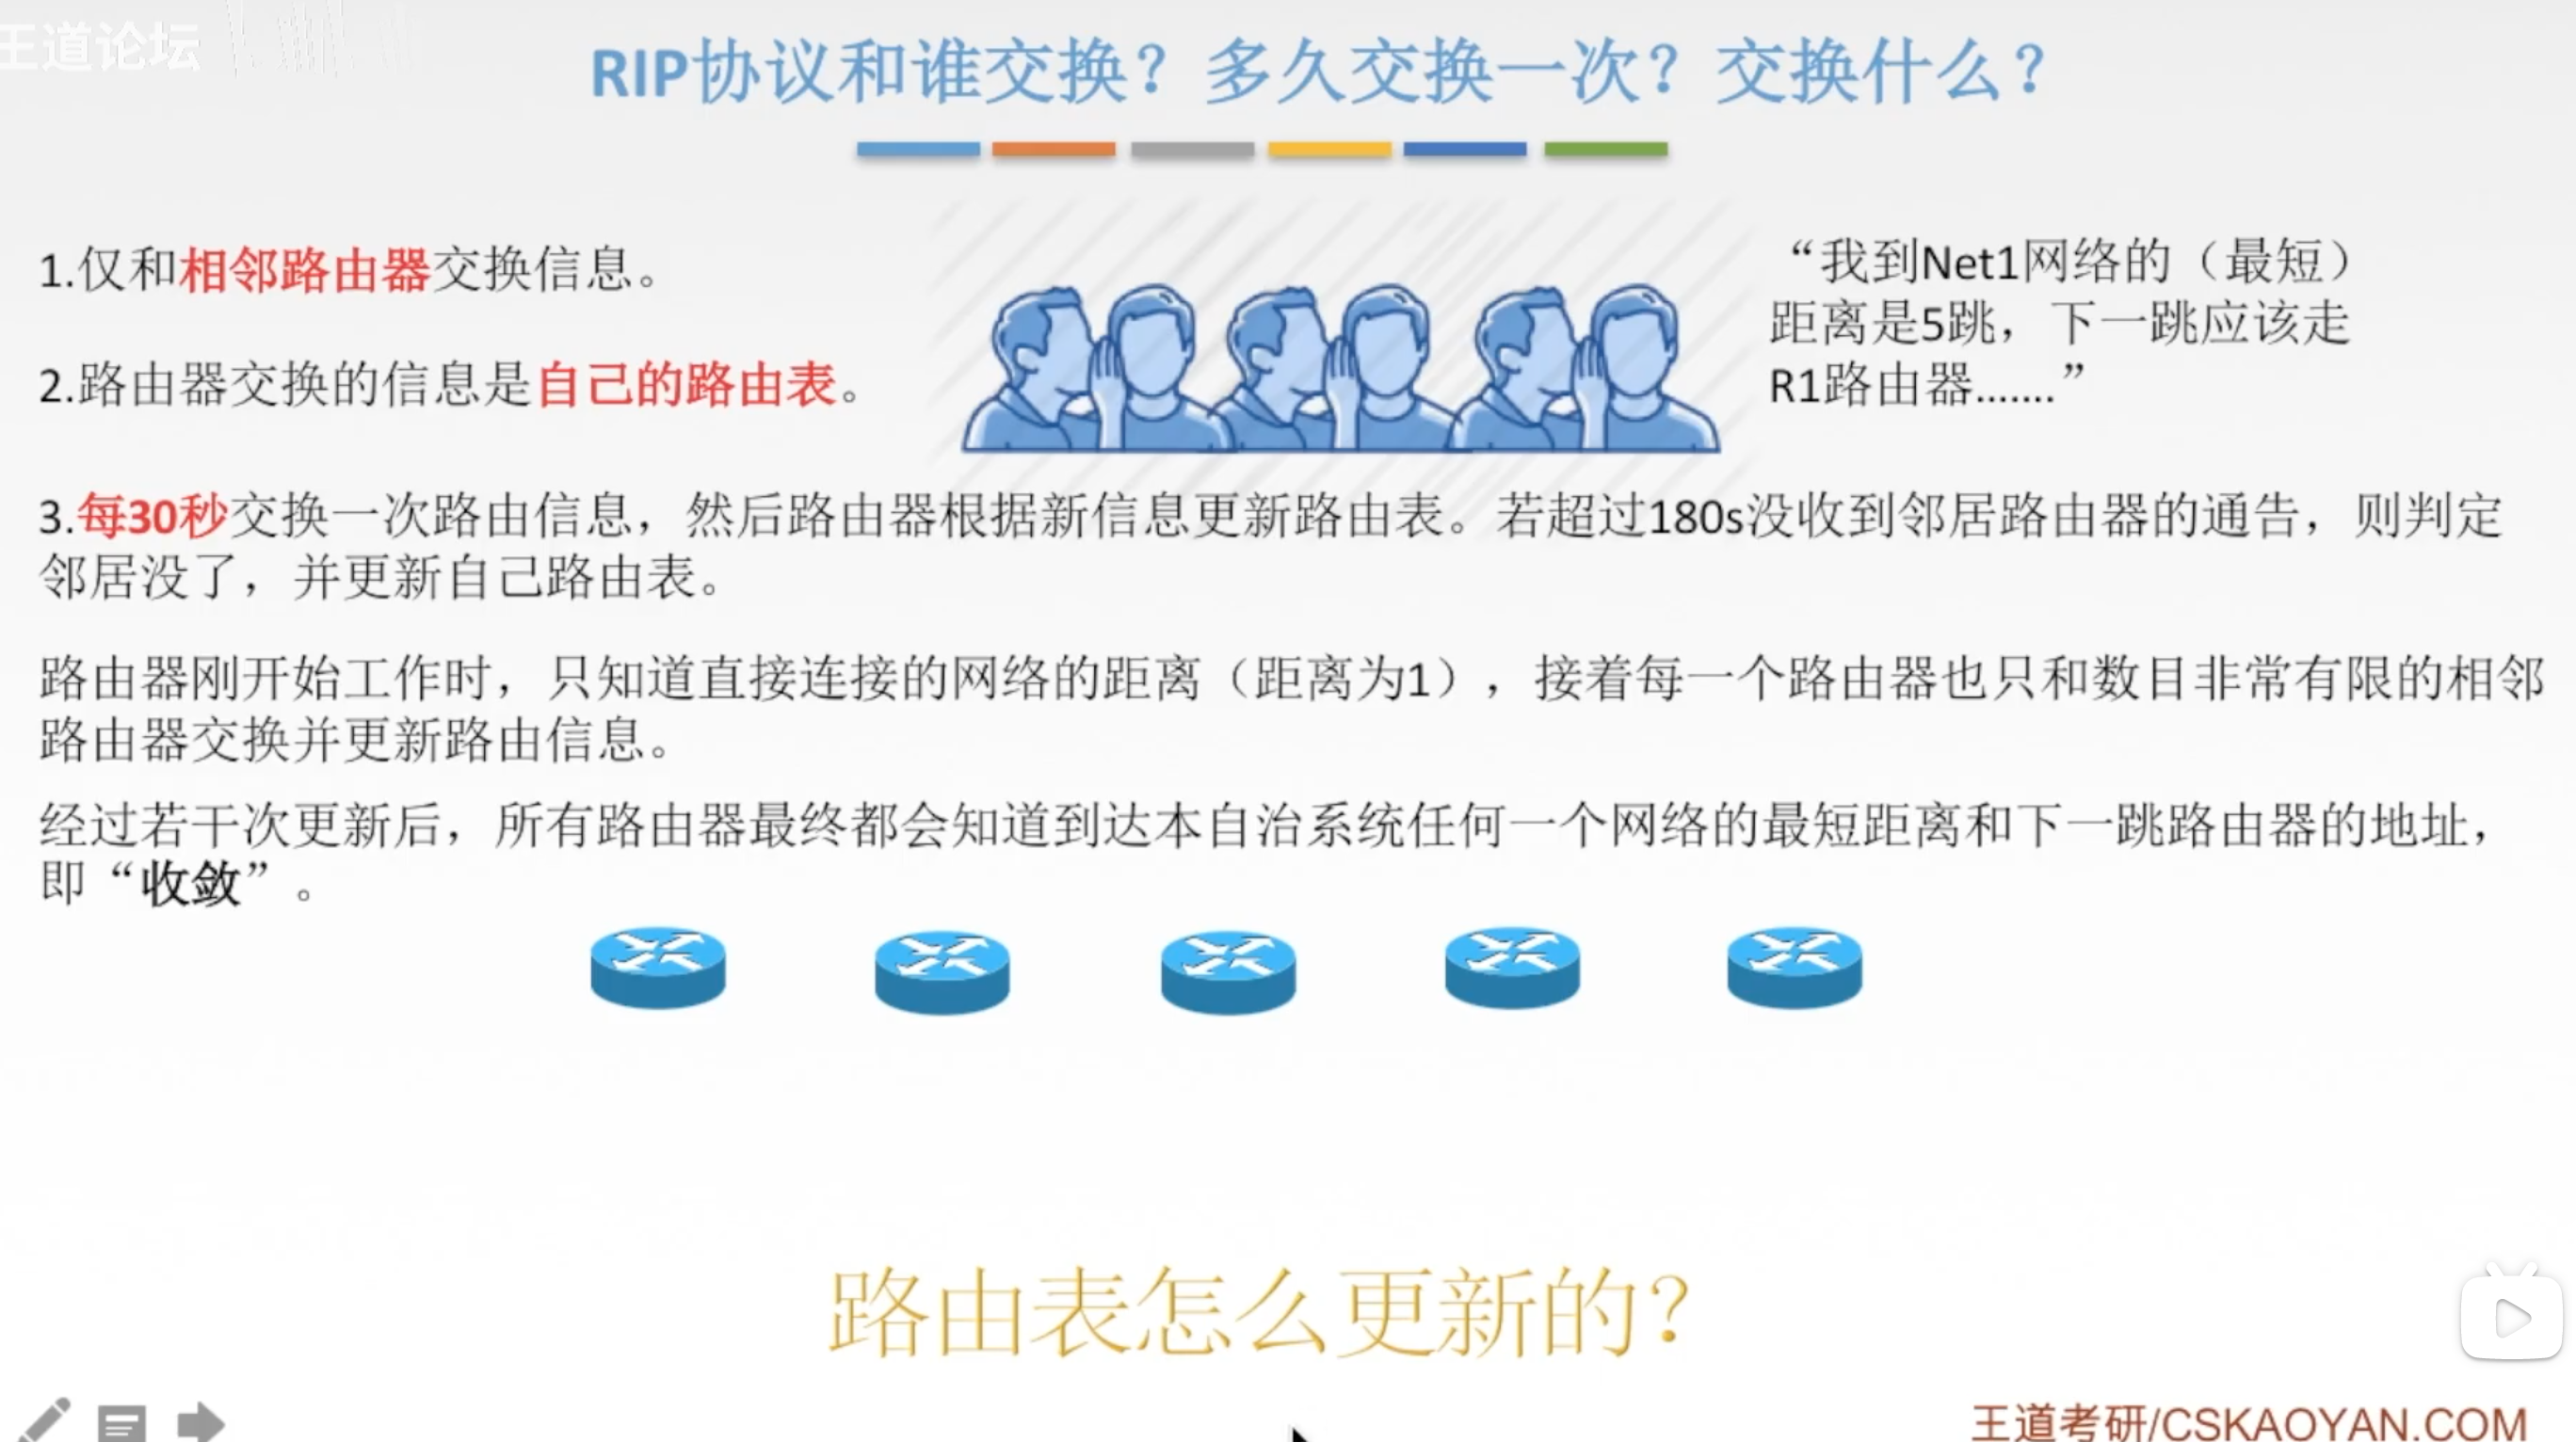 王道论坛
RIP协议和谁交换？多久交换一次？交换什么？
1.仅和相邻路由器交换信息。
2.路由器交换的信息是自己的路由表。
“我到Net1网络的（最短）
距离是5跳，下一跳应该走
R1路由器.......”
3.每30秒交换一次路由信息，然后路由器根据新信息更新路由表。若超过180s没收到邻居路由器的通告，则判定
邻居没了，并更新自己路由表。
路由器刚开始工作时，只知道直接连接的网络的距离（距离为1），接着每一个路由器也只和数目非常有限的相邻
路由器交换并更新路由信息。
经过若干次更新后，所有路由器最终都会知道到达本自治系统任何一个网络的最短距离和下一跳路由器的地址，
即“收敛”。
路由表怎么更新的？
王道考研/CSKAOYAN.COM